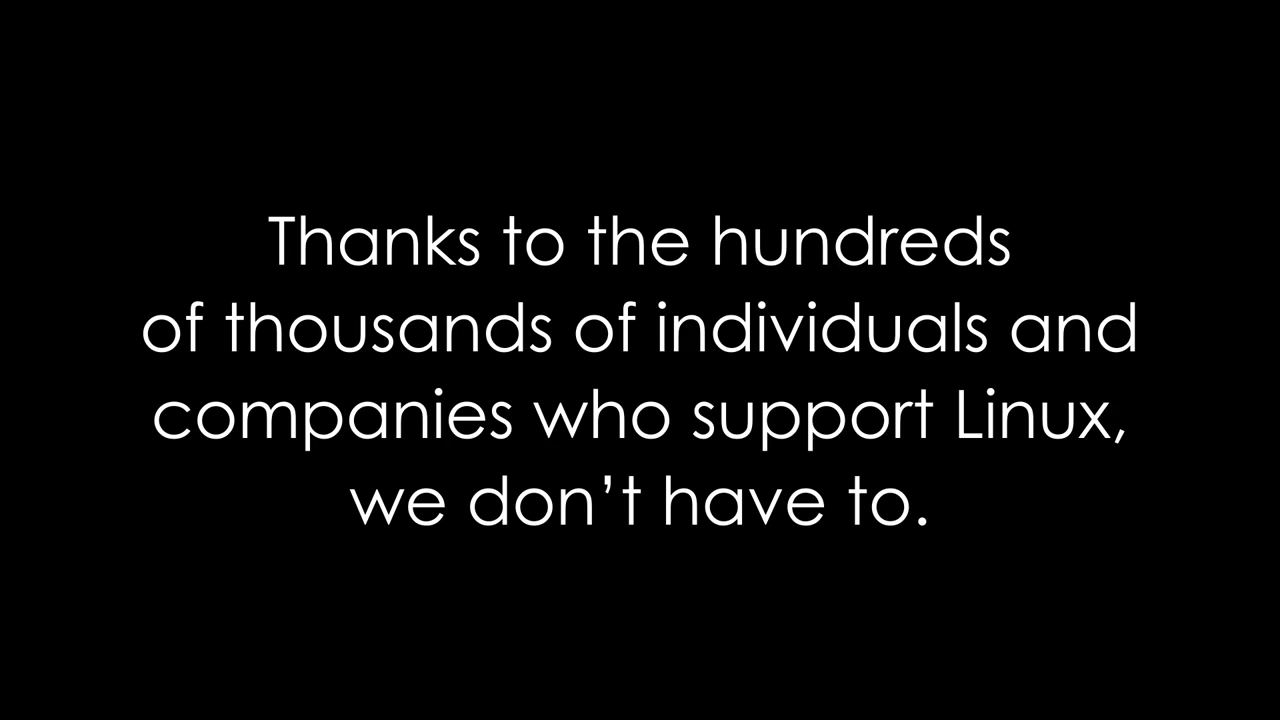 Thanks to the hundreds
of thousands of individuals and
companies who support Linux,
we don’t have to.